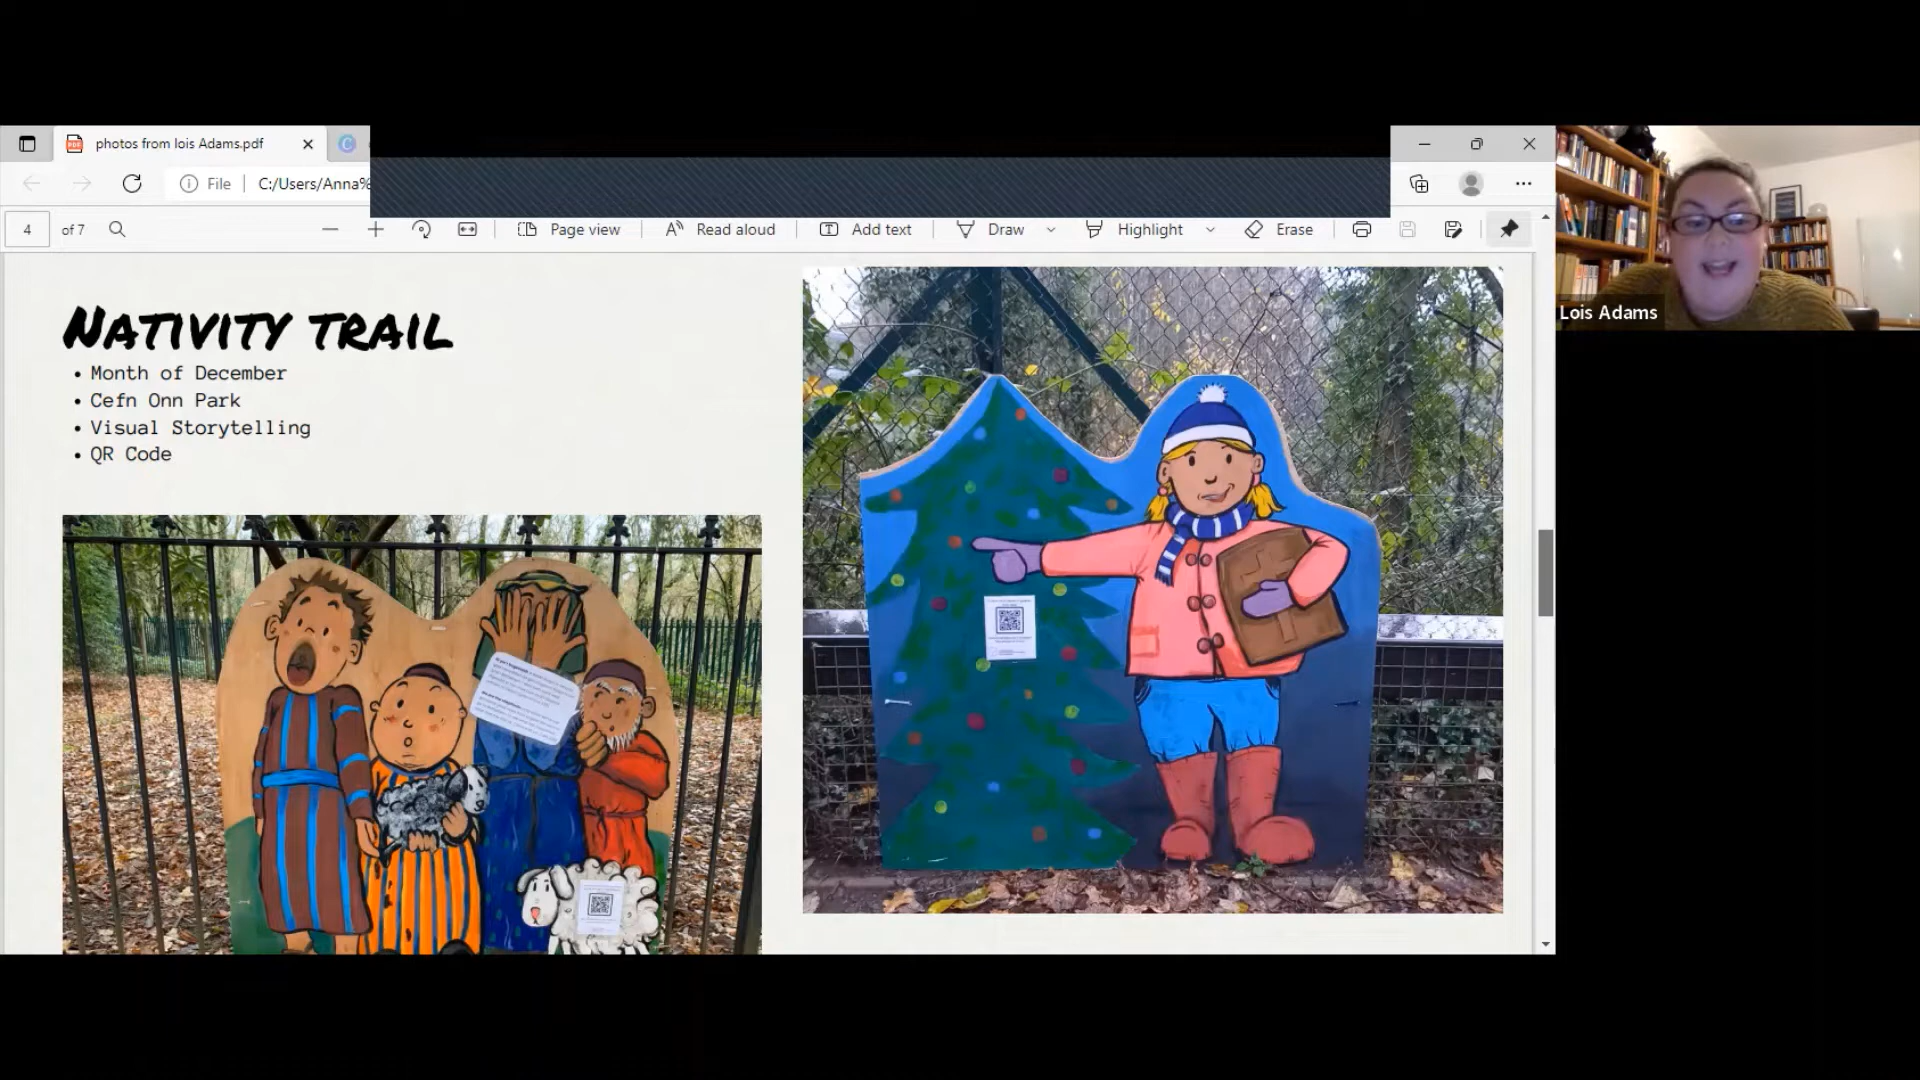 photos from lois Adams.pdf
File
C:/Users/Anna%
4 of 7
Page view
Read aloud
Add text
Draw
Highlight
Erase
Lois Adams
NATIVITY TRAIL
• Month of December
• Cefn Onn Park
• Visual Storytelling
• QR Code